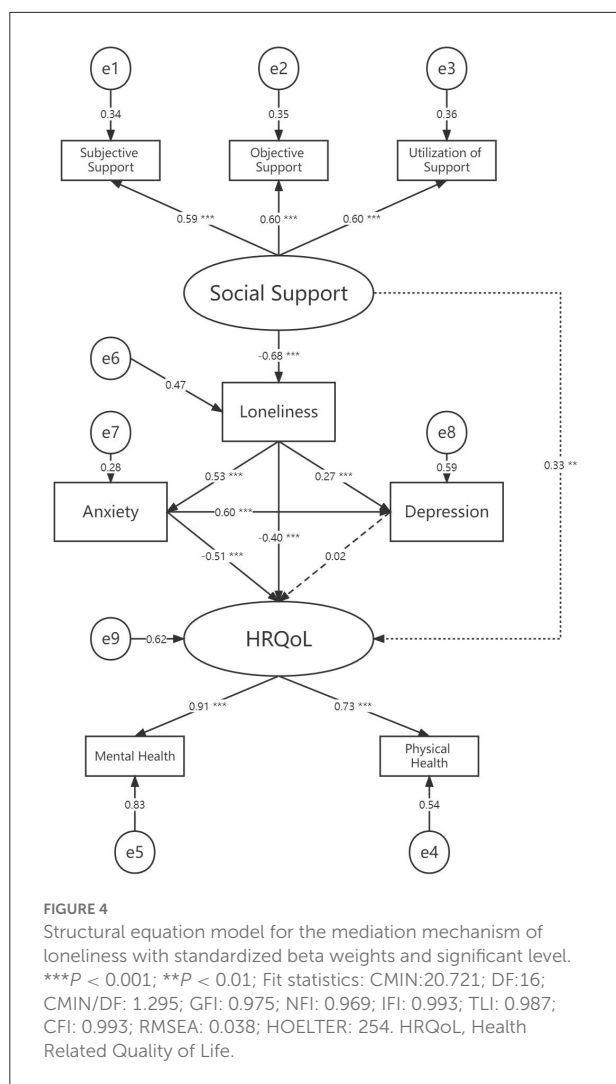 e1
e2
e3
0.34
0.35
0.36
Subjective
Support
Objective
Support
Utilization of
Support
0.59 ***
0.60 ***
0.60 ***
Social Support
e6
-0.68 ***
0.47
Loneliness
e7
e8
0.28
0.53 ***
0.27 ***
0.59
0.33 **
Anxiety
0.60 ***
Depression
-0.40 ***
-0.51 ***
0.02
e9
0.62
HRQoL
0.91 ***
0.73 ***
Mental Health
Physical
Health
0.83
0.54
e5
e4
FIGURE 4
Structural equation model for the mediation mechanism of
loneliness with standardized beta weights and significant level.
***P < 0.001; **P < 0.01; Fit statistics: CMIN:20.721; DF:16;
CMIN/DF: 1.295; GFI: 0.975; NFI: 0.969; IFI: 0.993; TLI: 0.987;
CFI: 0.993; RMSEA: 0.038; HOELTER: 254. HRQoL, Health
Related Quality of Life.